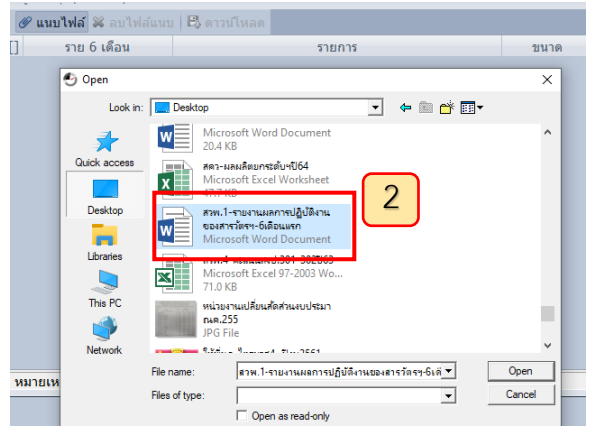 แนบไฟล์ ลบไฟล์แนบ ดาวน์โหลด
[] ราย 6 เดือน รายการ ขนาด
Open
Look in: Desktop
Microsoft Word Document
20.4 KB
Quick access
สตว-ผลผลิตยกระดับฯปี64
Microsoft Excel Worksheet
47.7 KB
2
Desktop
สวพ.1-รายงานผลการปฏิบัติงาน
ของสารวัตรฯ-6เดือนแรก
Microsoft Word Document
Libraries
Microsoft Excel 97-2003 Wo...
71.0 KB
This PC
หน่วยงานเปลี่ยนสัดส่วนงบประมา
ณต.255
JPG File
Network
File name: สวพ.1-รายงานผลการปฏิบัติงานของสารวัตรฯ-6เดื Open
หมายเห
Files of type: Cancel
Open as read-only